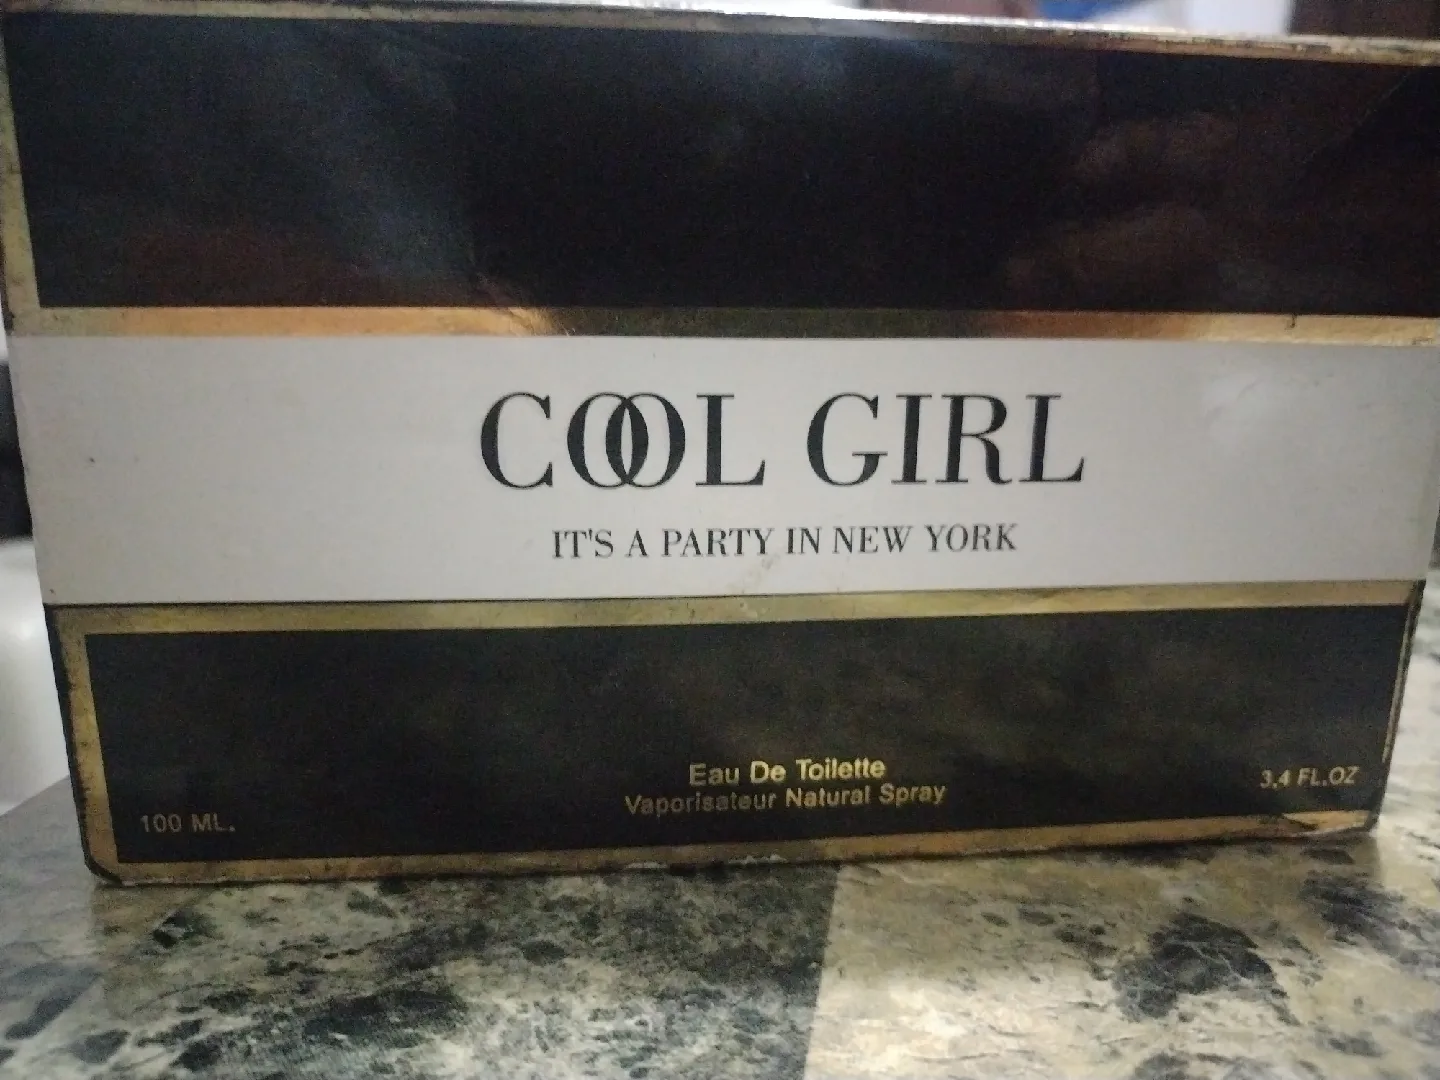 COOL GIRL
IT'S A PARTY IN NEW YORK
Eau De Toilette
Vaporisateur Natural Spray
100 ML.
3,4 FL.OZ